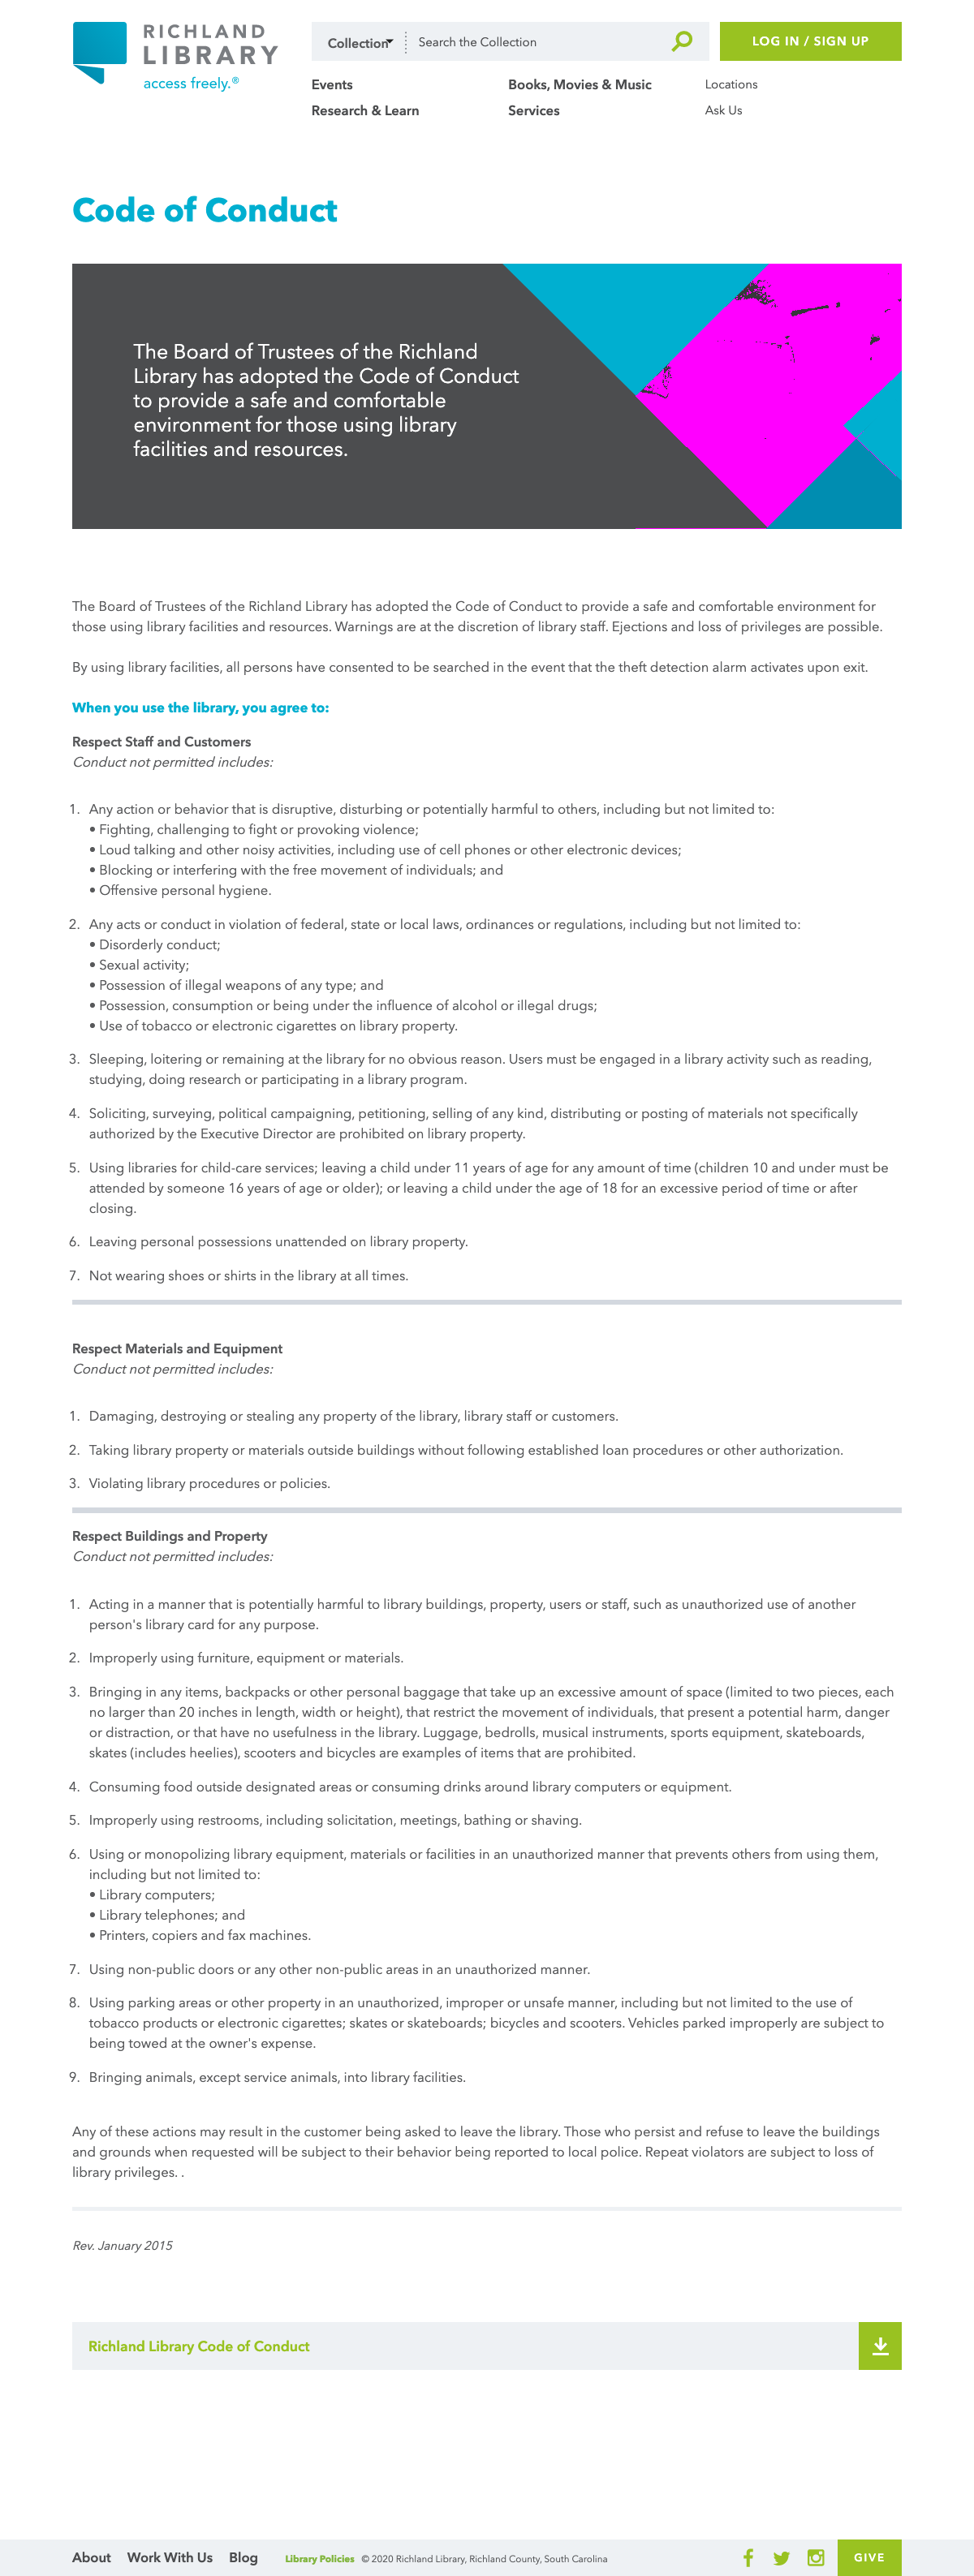 RICHLAND
LIBRARY
access freely.®
Collection
Search the Collection
LOG IN / SIGN UP
Events
Books, Movies & Music
Locations
Research & Learn
Services
Ask Us
Code of Conduct
The Board of Trustees of the Richland
Library has adopted the Code of Conduct
to provide a safe and comfortable
environment for those using library
facilities and resources.
The Board of Trustees of the Richland Library has adopted the Code of Conduct to provide a safe and comfortable environment for
those using library facilities and resources. Warnings are at the discretion of library staff. Ejections and loss of privileges are possible.
By using library facilities, all persons have consented to be searched in the event that the theft detection alarm activates upon exit.
When you use the library, you agree to:
Respect Staff and Customers
Conduct not permitted includes:
1. Any action or behavior that is disruptive, disturbing or potentially harmful to others, including but not limited to:
• Fighting, challenging to fight or provoking violence;
• Loud talking and other noisy activities, including use of cell phones or other electronic devices;
• Blocking or interfering with the free movement of individuals; and
• Offensive personal hygiene.
2. Any acts or conduct in violation of federal, state or local laws, ordinances or regulations, including but not limited to:
• Disorderly conduct;
• Sexual activity;
• Possession of illegal weapons of any type; and
• Possession, consumption or being under the influence of alcohol or illegal drugs;
• Use of tobacco or electronic cigarettes on library property.
3. Sleeping, loitering or remaining at the library for no obvious reason. Users must be engaged in a library activity such as reading,
studying, doing research or participating in a library program.
4. Soliciting, surveying, political campaigning, petitioning, selling of any kind, distributing or posting of materials not specifically
authorized by the Executive Director are prohibited on library property.
5. Using libraries for child-care services; leaving a child under 11 years of age for any amount of time (children 10 and under must be
attended by someone 16 years of age or older); or leaving a child under the age of 18 for an excessive period of time or after
closing.
6. Leaving personal possessions unattended on library property.
7. Not wearing shoes or shirts in the library at all times.
Respect Materials and Equipment
Conduct not permitted includes:
1. Damaging, destroying or stealing any property of the library, library staff or customers.
2. Taking library property or materials outside buildings without following established loan procedures or other authorization.
3. Violating library procedures or policies.
Respect Buildings and Property
Conduct not permitted includes:
1. Acting in a manner that is potentially harmful to library buildings, property, users or staff, such as unauthorized use of another
person's library card for any purpose.
2. Improperly using furniture, equipment or materials.
3. Bringing in any items, backpacks or other personal baggage that take up an excessive amount of space (limited to two pieces, each
no larger than 20 inches in length, width or height), that restrict the movement of individuals, that present a potential harm, danger
or distraction, or that have no usefulness in the library. Luggage, bedrolls, musical instruments, sports equipment, skateboards,
skates (includes heelies), scooters and bicycles are examples of items that are prohibited.
4. Consuming food outside designated areas or consuming drinks around library computers or equipment.
5. Improperly using restrooms, including solicitation, meetings, bathing or shaving.
6. Using or monopolizing library equipment, materials or facilities in an unauthorized manner that prevents others from using them,
including but not limited to:
• Library computers;
• Library telephones; and
• Printers, copiers and fax machines.
7. Using non-public doors or any other non-public areas in an unauthorized manner.
8. Using parking areas or other property in an unauthorized, improper or unsafe manner, including but not limited to the use of
tobacco products or electronic cigarettes; skates or skateboards; bicycles and scooters. Vehicles parked improperly are subject to
being towed at the owner's expense.
9. Bringing animals, except service animals, into library facilities.
Any of these actions may result in the customer being asked to leave the library. Those who persist and refuse to leave the buildings
and grounds when requested will be subject to their behavior being reported to local police. Repeat violators are subject to loss of
library privileges. .
Rev. January 2015
Richland Library Code of Conduct
About Work With Us Blog Library Policies © 2020 Richland Library, Richland County, South Carolina GIVE